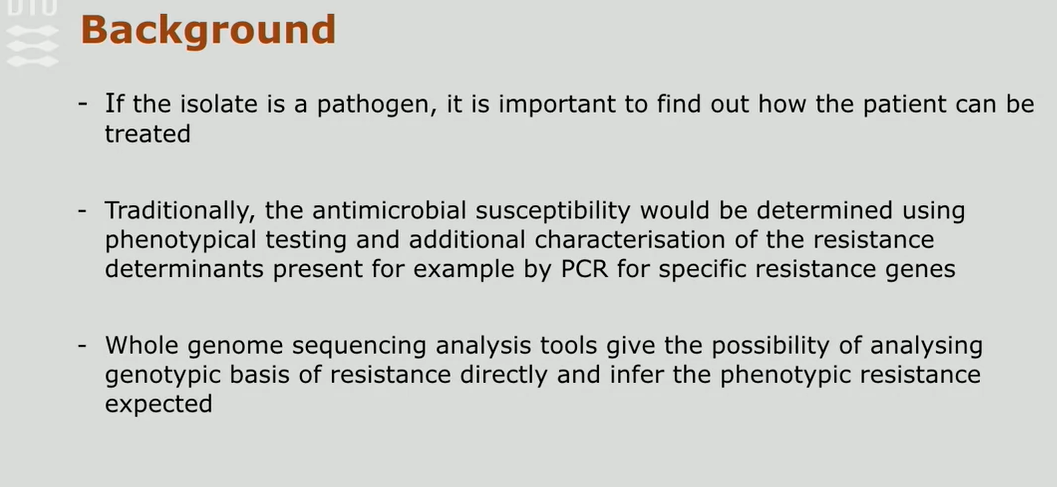 DTU
Background
- If the isolate is a pathogen, it is important to find out how the patient can be
treated
- Traditionally, the antimicrobial susceptibility would be determined using
phenotypical testing and additional characterisation of the resistance
determinants present for example by PCR for specific resistance genes
- Whole genome sequencing analysis tools give the possibility of analysing
genotypic basis of resistance directly and infer the phenotypic resistance
expected